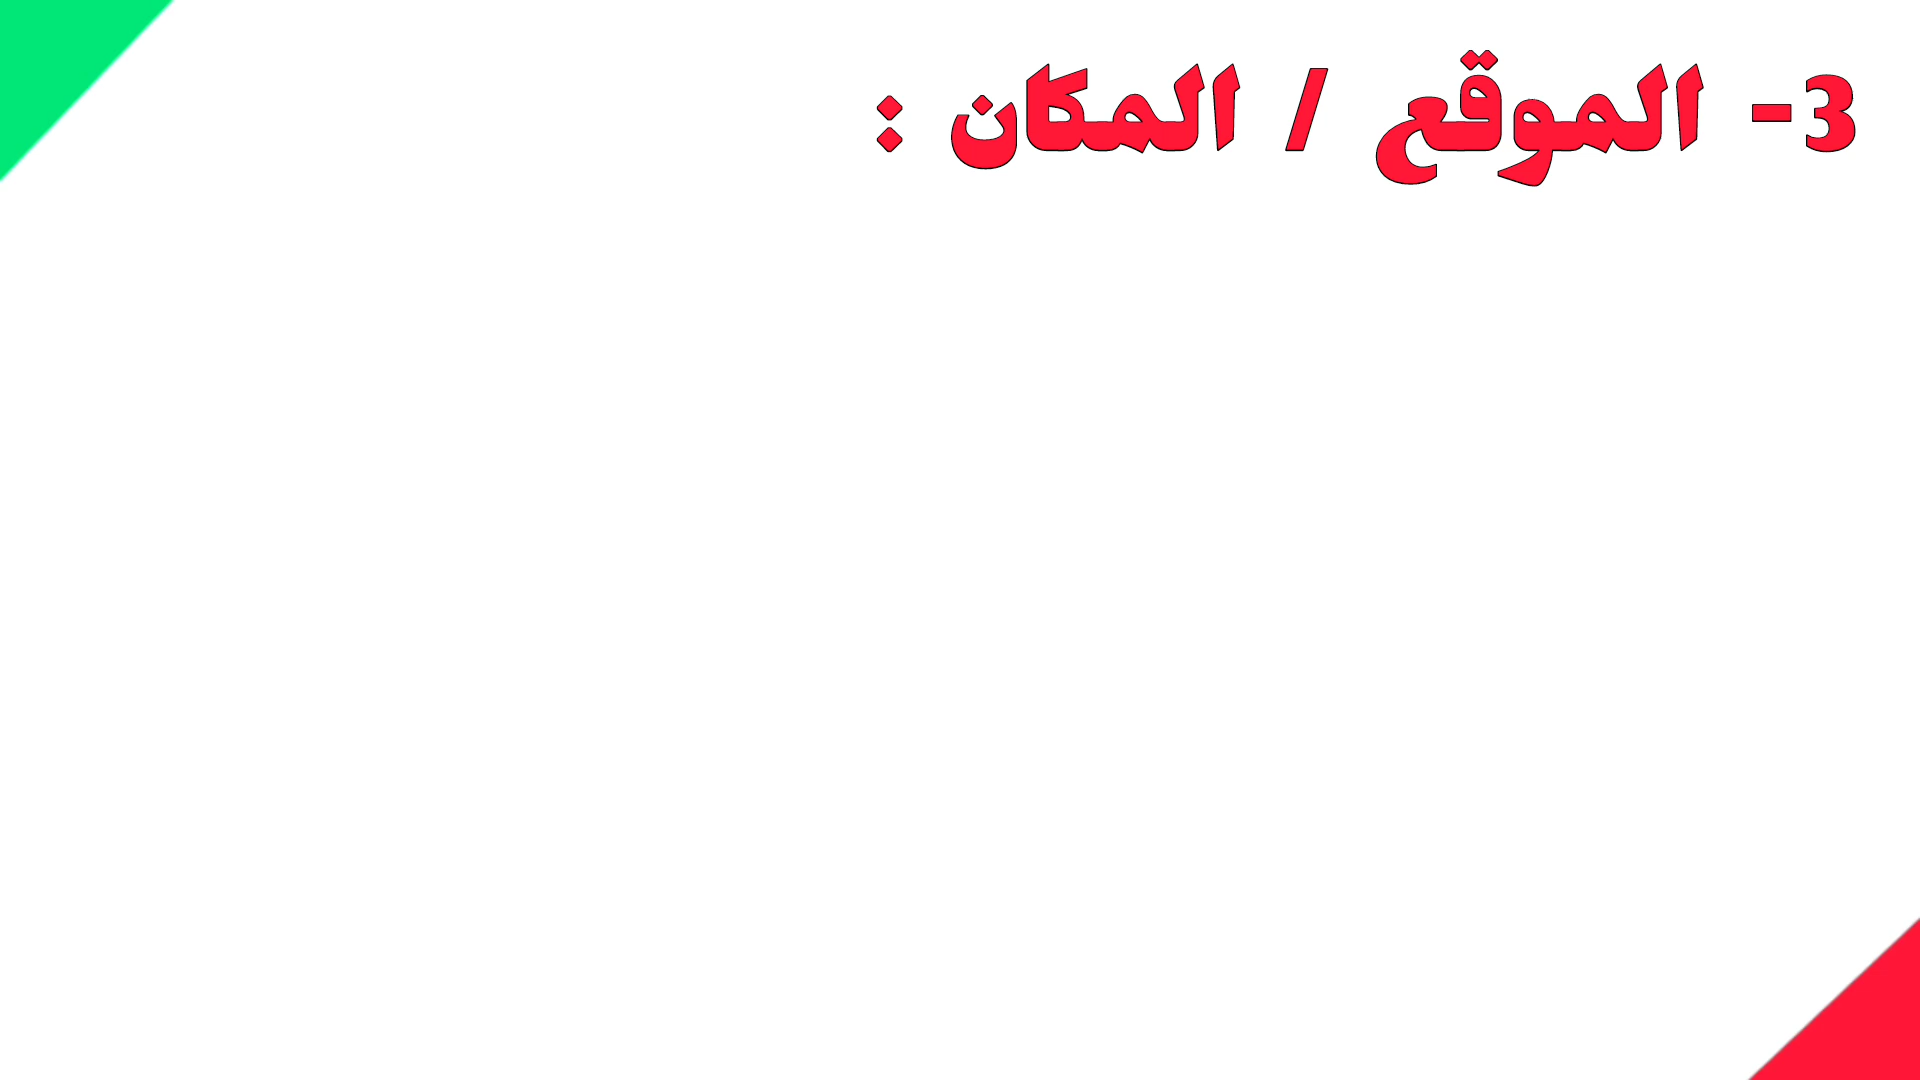 3- الموقع / المكان :